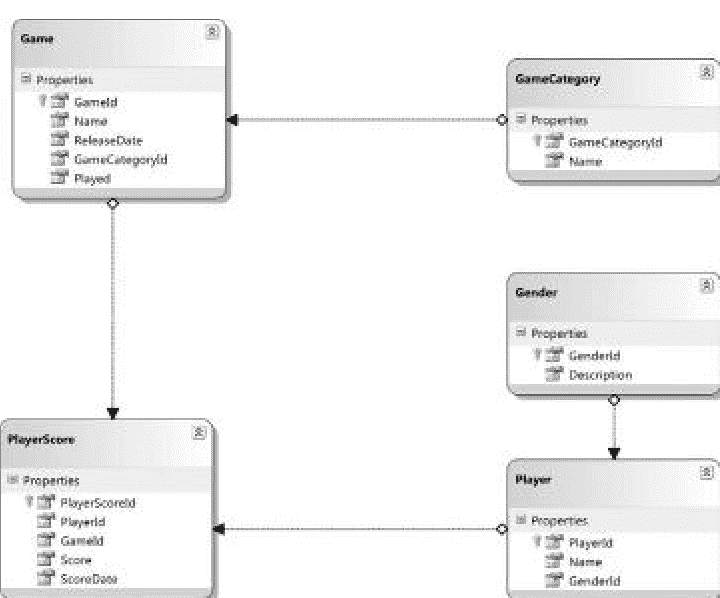 Game
Properties
GameId
Name
ReleaseDate
GameCategoryId
Played
GameCategory
Properties
GameCategoryId
Name
Gender
Properties
GenderId
Description
PlayerScore
Properties
PlayerScoreId
PlayerId
GameId
Score
ScoreDate
Player
Properties
PlayerId
Name
GenderId